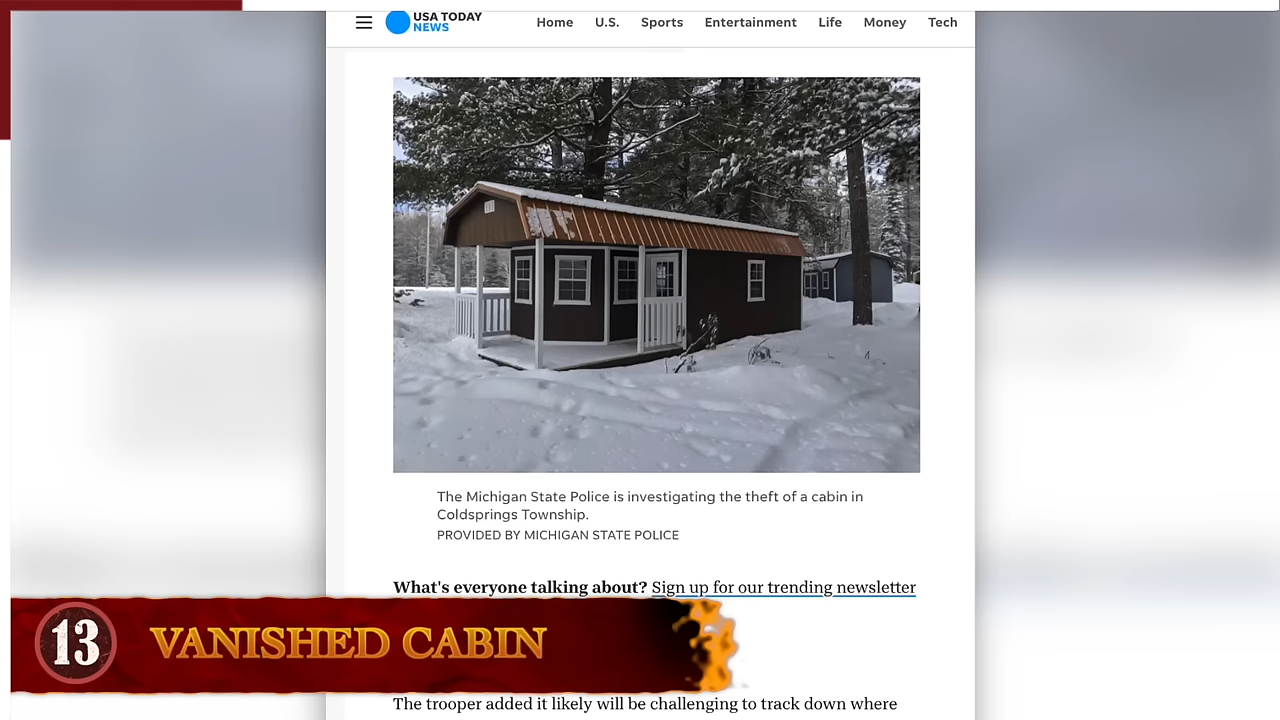 USA TODAY
NEWS
Home U.S. Sports Entertainment Life Money Tech
The Michigan State Police is investigating the theft of a cabin in
Coldsprings Township.
PROVIDED BY MICHIGAN STATE POLICE
What's everyone talking about? Sign up for our trending newsletter
13 VANISHED CABIN
The trooper added it likely will be challenging to track down where